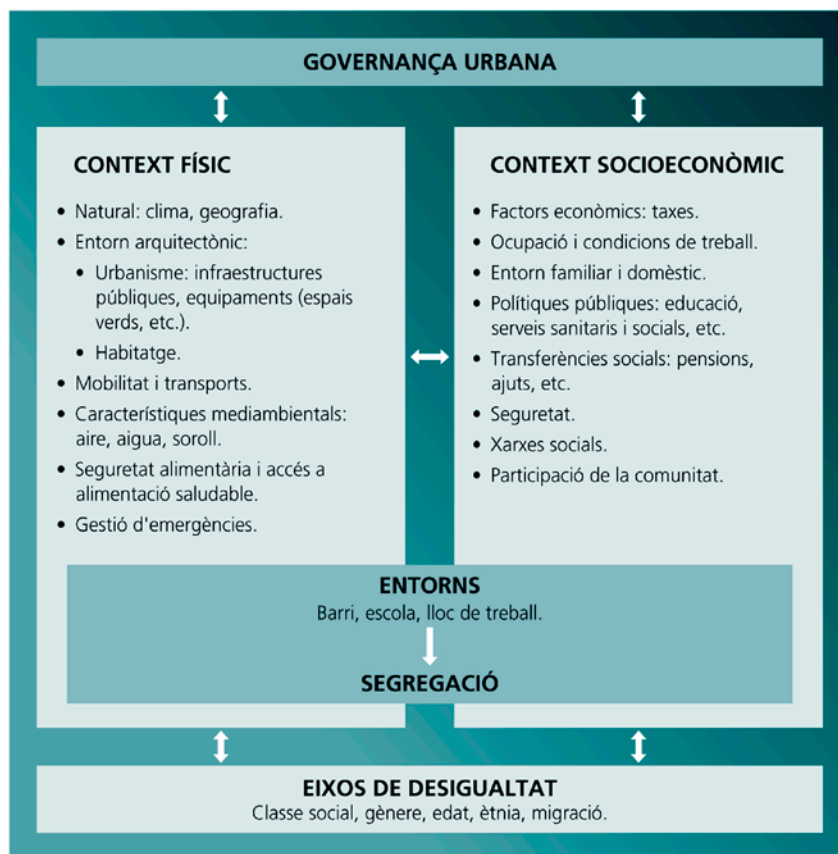 GOVERNANÇA URBANA
CONTEXT FÍSIC
• Natural: clima, geografia.
• Entorn arquitectònic:
• Urbanisme: infraestructures
públiques, equipaments (espais
verds, etc.).
• Habitatge.
• Mobilitat i transports.
• Característiques mediambientals:
aire, aigua, soroll.
• Seguretat alimentària i accés a
alimentació saludable.
• Gestió d'emergències.
CONTEXT SOCIOECONÒMIC
• Factors econòmics: taxes.
• Ocupació i condicions de treball.
• Entorn familiar i domèstic.
• Polítiques públiques: educació,
serveis sanitaris i socials, etc.
• Transferències socials: pensions,
ajuts, etc.
• Seguretat.
• Xarxes socials.
• Participació de la comunitat.
ENTORNS
Barri, escola, lloc de treball.
SEGREGACIÓ
EIXOS DE DESIGUALTAT
Classe social, gènere, edat, ètnia, migració.